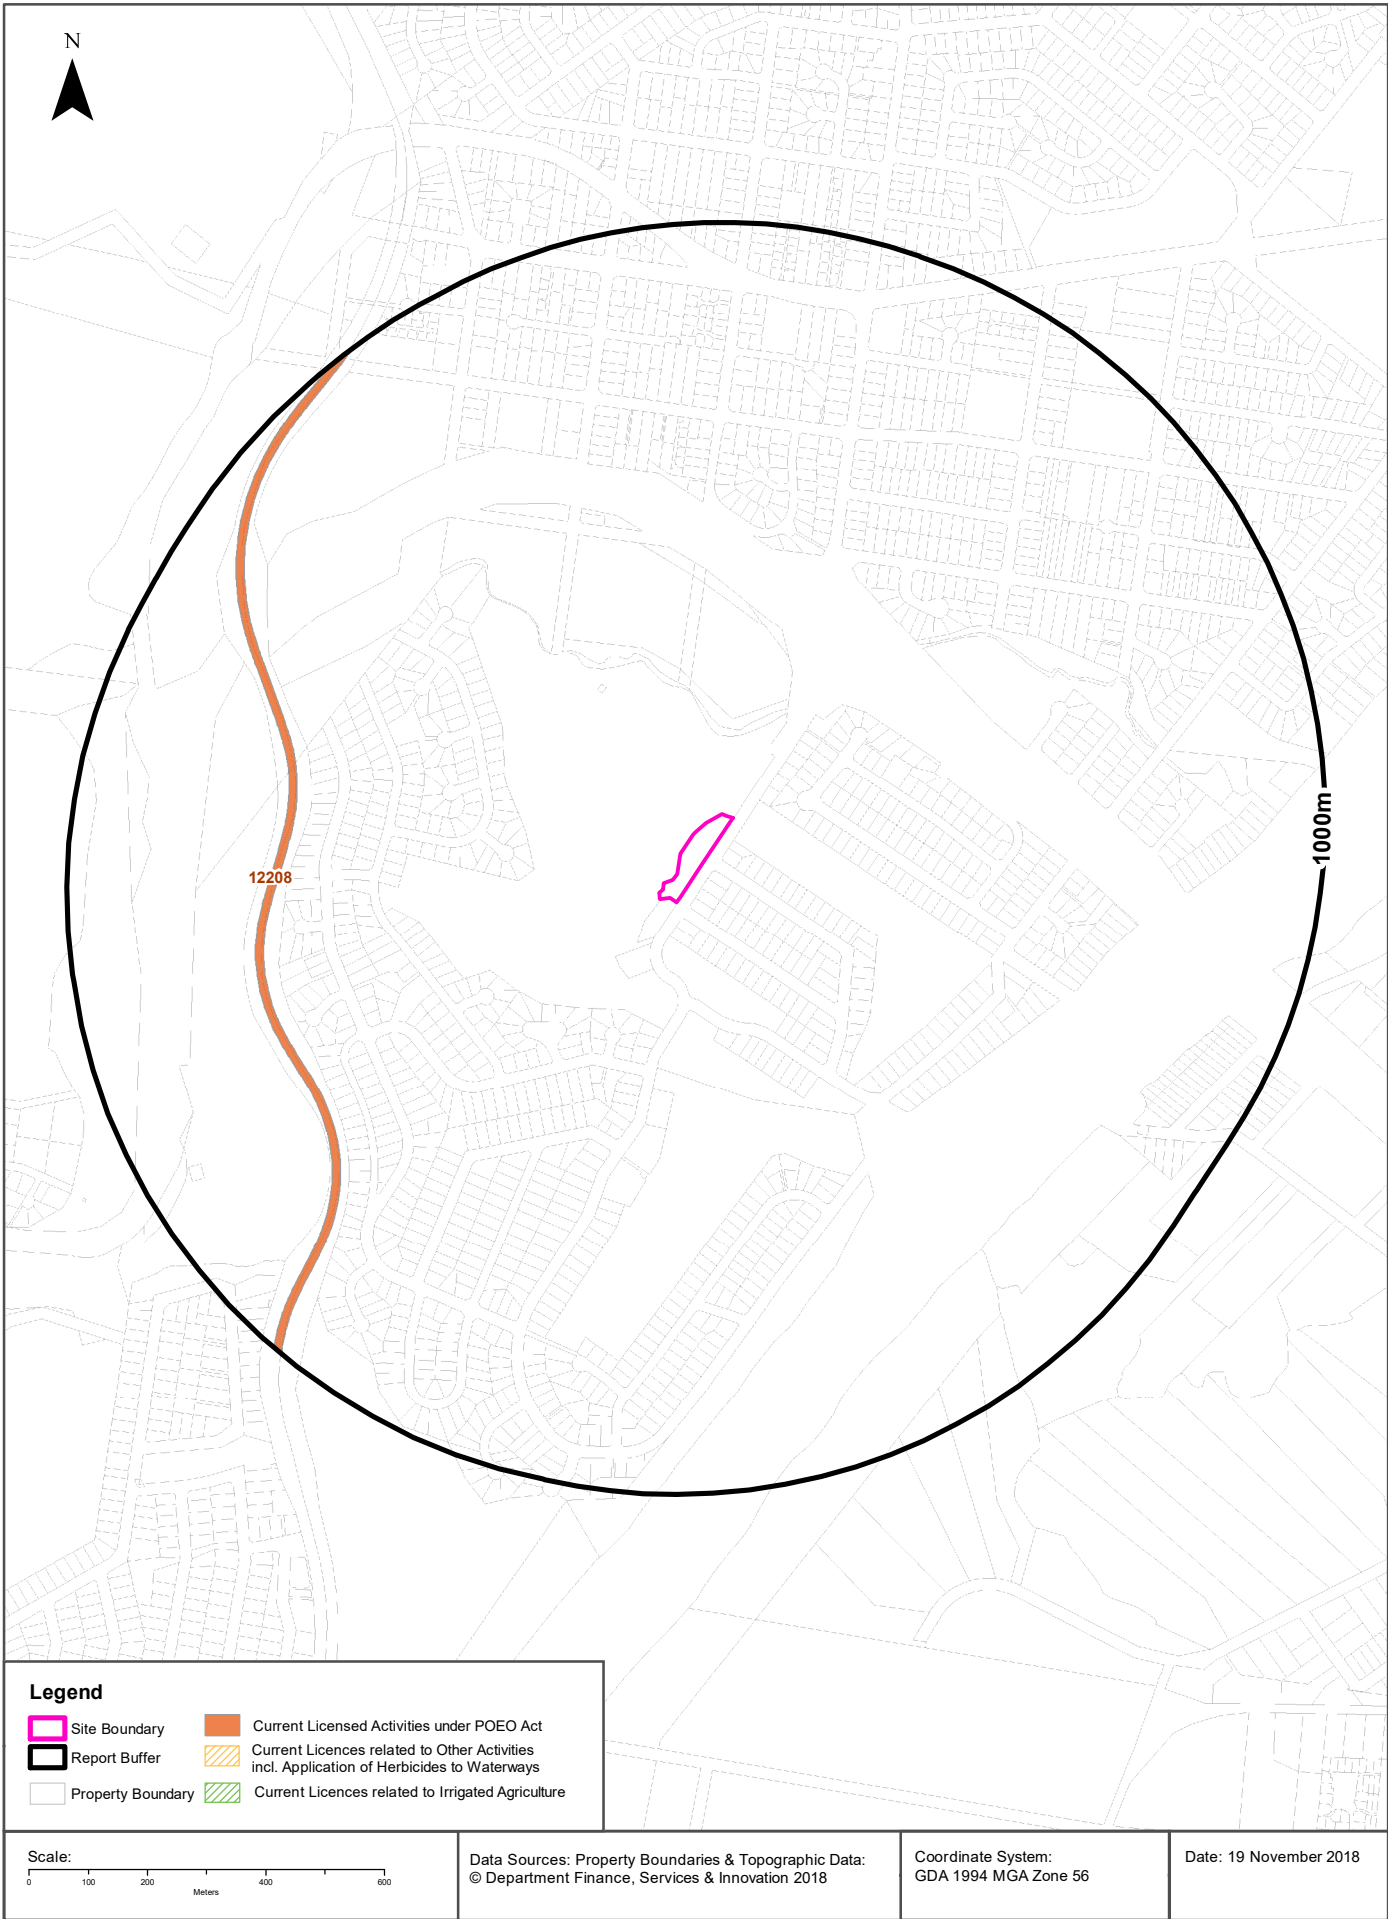 N
1000m
12208
Legend
Site Boundary
Report Buffer
Property Boundary
Current Licensed Activities under POEO Act
Current Licences related to Other Activities
incl. Application of Herbicides to Waterways
Current Licences related to Irrigated Agriculture
Scale:
0 100 200 400 600
Meters
Data Sources: Property Boundaries & Topographic Data:
© Department Finance, Services & Innovation 2018
Coordinate System:
GDA 1994 MGA Zone 56
Date: 19 November 2018